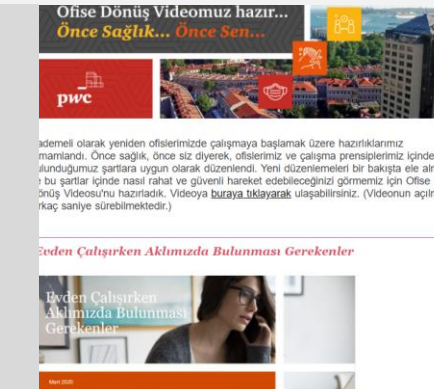 Ofise Dönüş Videomuz hazır...
Önce Sağlık... Önce Sen...
pwc
ademeli olarak yeniden ofislerimizde çalışmaya başlamak üzere hazırlıklarımız
mamlandı. Önce sağlık, önce siz diyerek, ofislerimiz ve çalışma prensiplerimiz içinde
ulunduğumuz şartlara uygun olarak düzenlendi. Yeni düzenlemeleri bir bakışta ele alr
e bu şartlar içinde nasıl rahat ve güvenli hareket edebileceğinizi görmemiz için Ofise
önüş Videosu'nu hazırladık. Videoya buraya tıklayarak ulaşabilirsiniz. (Videonun açılr
rkaç saniye sürebilmektedir.)
Evden Çalışırken Aklımızda Bulunması Gerekenler
Evden Çalışırken
Aklımızda Bulunması
Gerekenler
Mart 2020